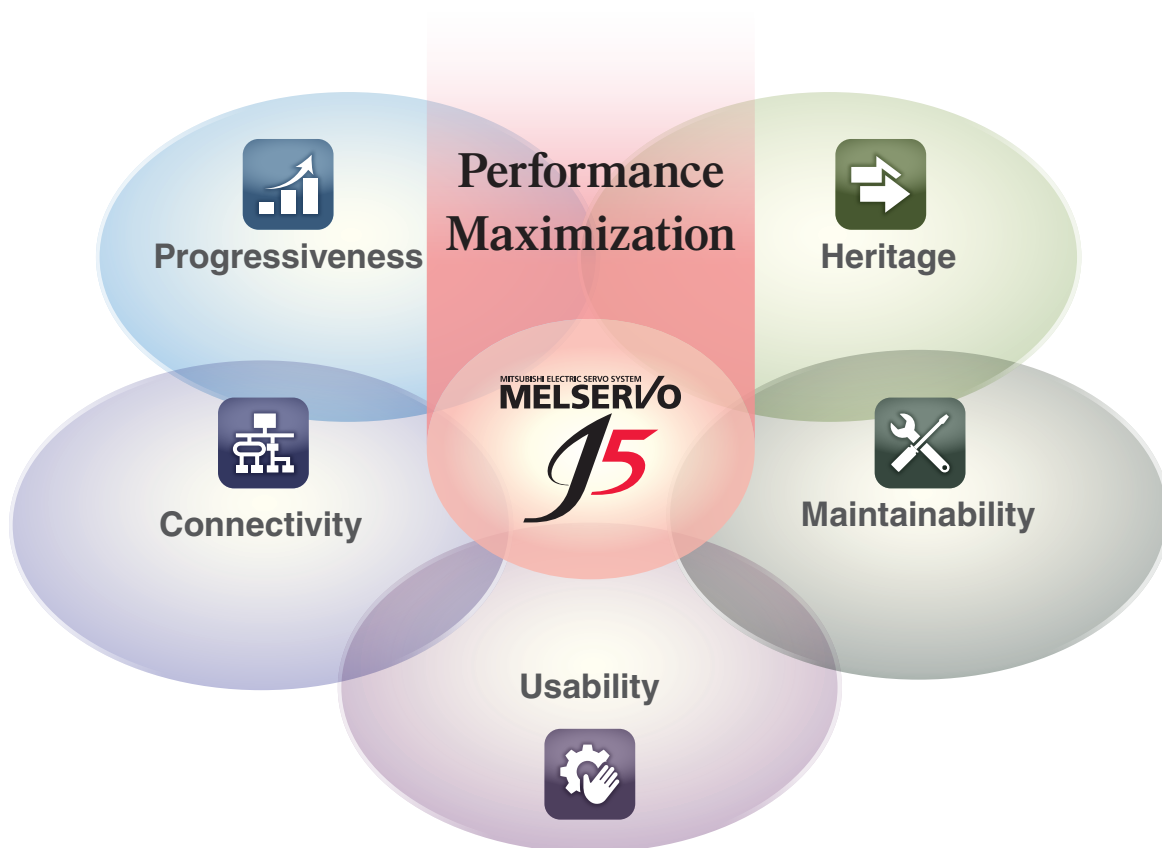 Performance
Maximization
Progressiveness
Heritage
MITSUBISHI ELECTRIC SERVO SYSTEM
MELSERVO
J5
Connectivity
Maintainability
Usability